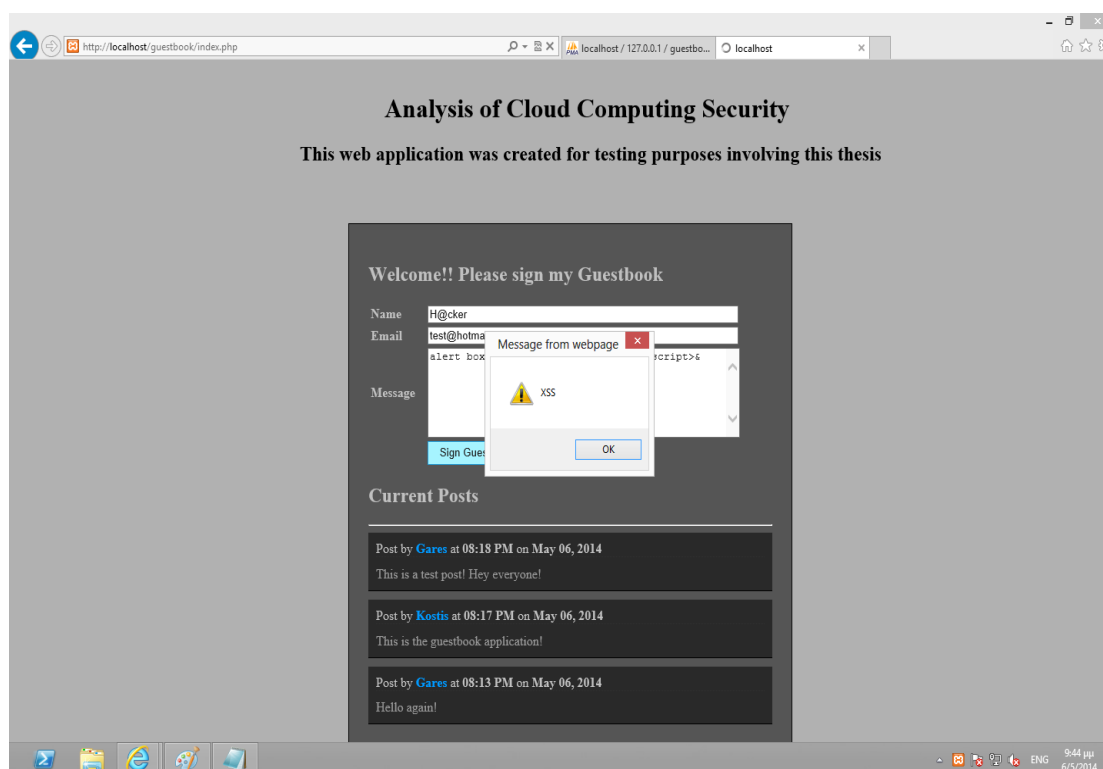 http://localhost/guestbook/index.php
localhost / 127.0.0.1 / guestbo...
localhost
Analysis of Cloud Computing Security
This web application was created for testing purposes involving this thesis
Welcome!! Please sign my Guestbook
Name H@cker
Email test@hotma
Message from webpage
alert box
script>&
Message
XSS
OK
Sign Gues
Current Posts
Post by Gares at 08:18 PM on May 06, 2014
This is a test post! Hey everyone!
Post by Kostis at 08:17 PM on May 06, 2014
This is the guestbook application!
Post by Gares at 08:13 PM on May 06, 2014
Hello again!
ENG
9:44 μμ
6/5/2014